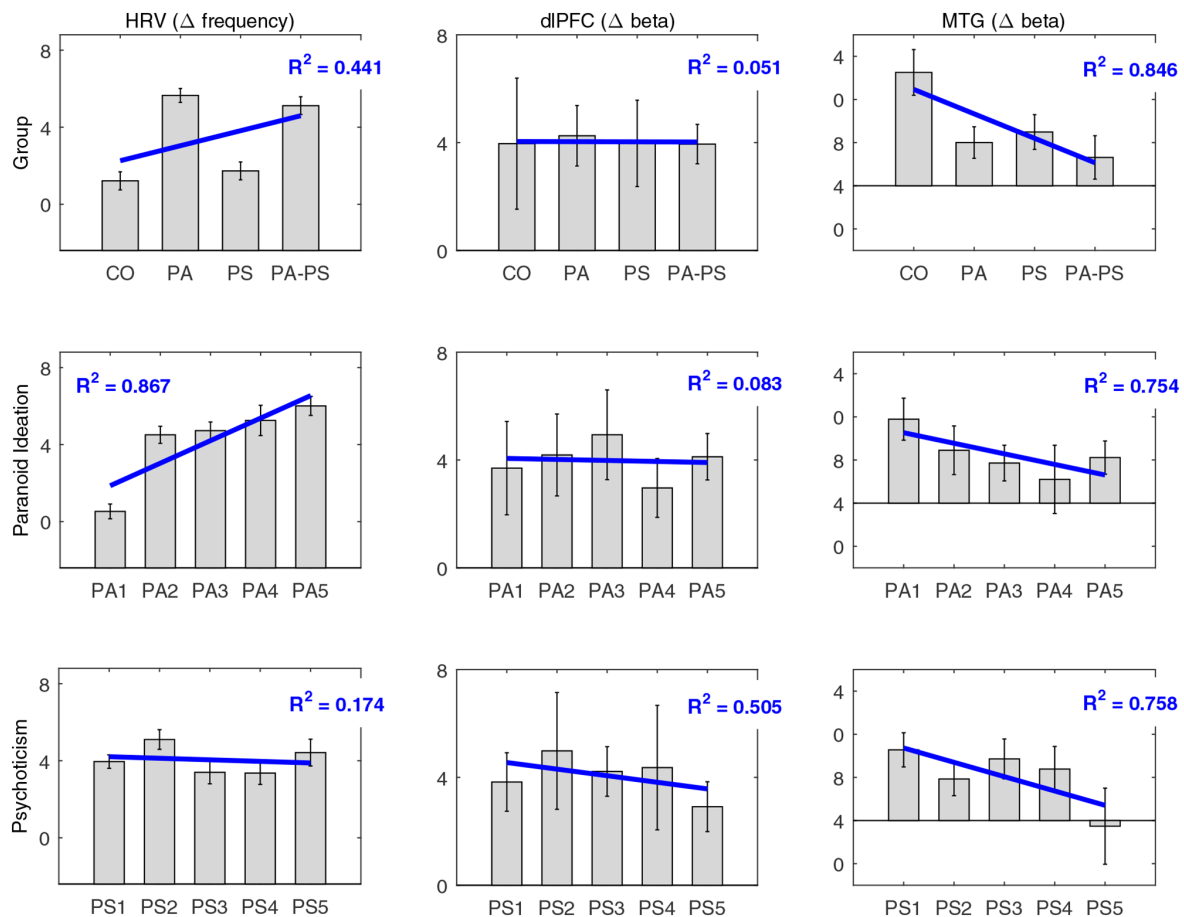 HRV (Δ frequency)
dlPFC (Δ beta)
MTG (Δ beta)
Group
8
4
0
R² = 0.441
CO PA PS PA-PS
8
4
0
R² = 0.051
CO PA PS PA-PS
4
0
8
4
0
R² = 0.846
CO PA PS PA-PS
Paranoid Ideation
8
4
0
R² = 0.867
PA1 PA2 PA3 PA4 PA5
8
4
0
R² = 0.083
PA1 PA2 PA3 PA4 PA5
4
0
8
4
0
R² = 0.754
PA1 PA2 PA3 PA4 PA5
Psychoticism
8
4
0
R² = 0.174
PS1 PS2 PS3 PS4 PS5
8
4
0
R² = 0.505
PS1 PS2 PS3 PS4 PS5
4
0
8
4
0
R² = 0.758
PS1 PS2 PS3 PS4 PS5